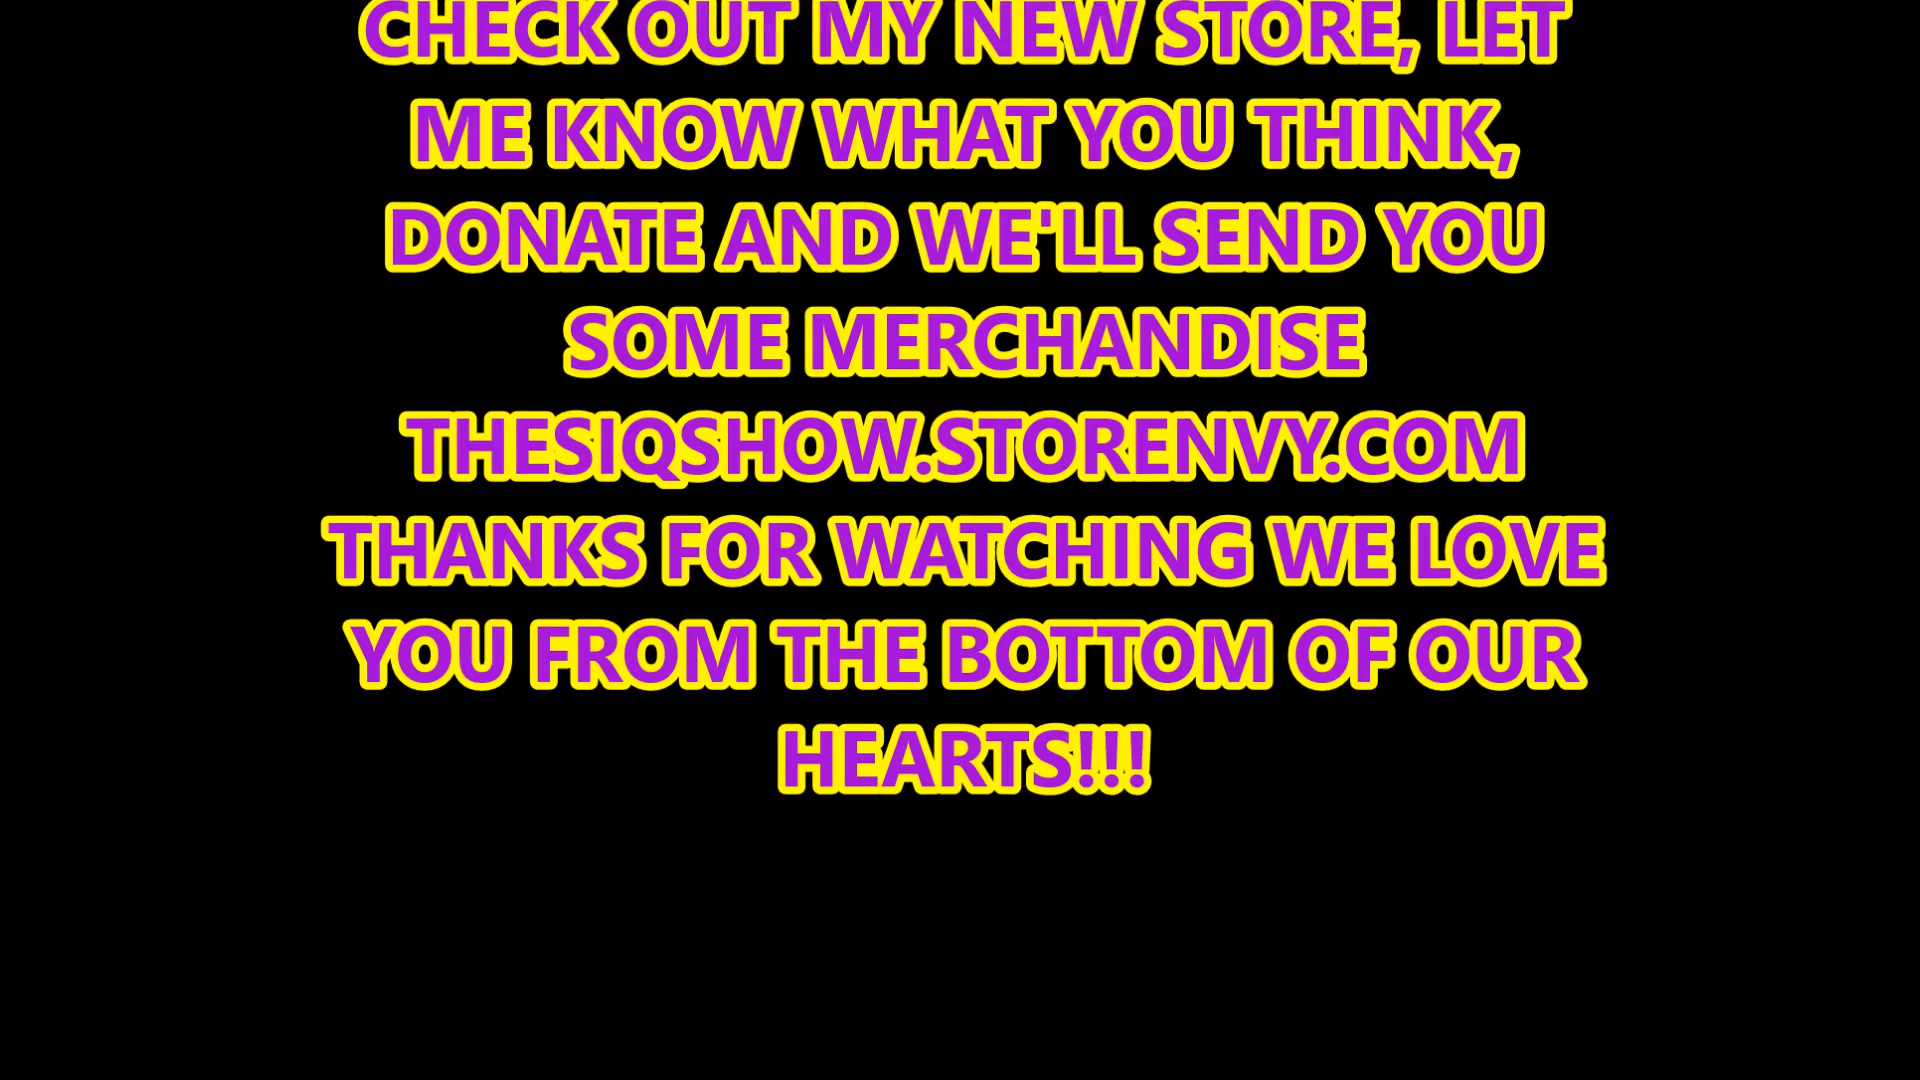 CHECK OUT MY NEW STORE, LET
ME KNOW WHAT YOU THINK,
DONATE AND WE'LL SEND YOU
SOME MERCHANDISE
THESIQSHOW.STORENVY.COM
THANKS FOR WATCHING WE LOVE
YOU FROM THE BOTTOM OF OUR
HEARTS!!!